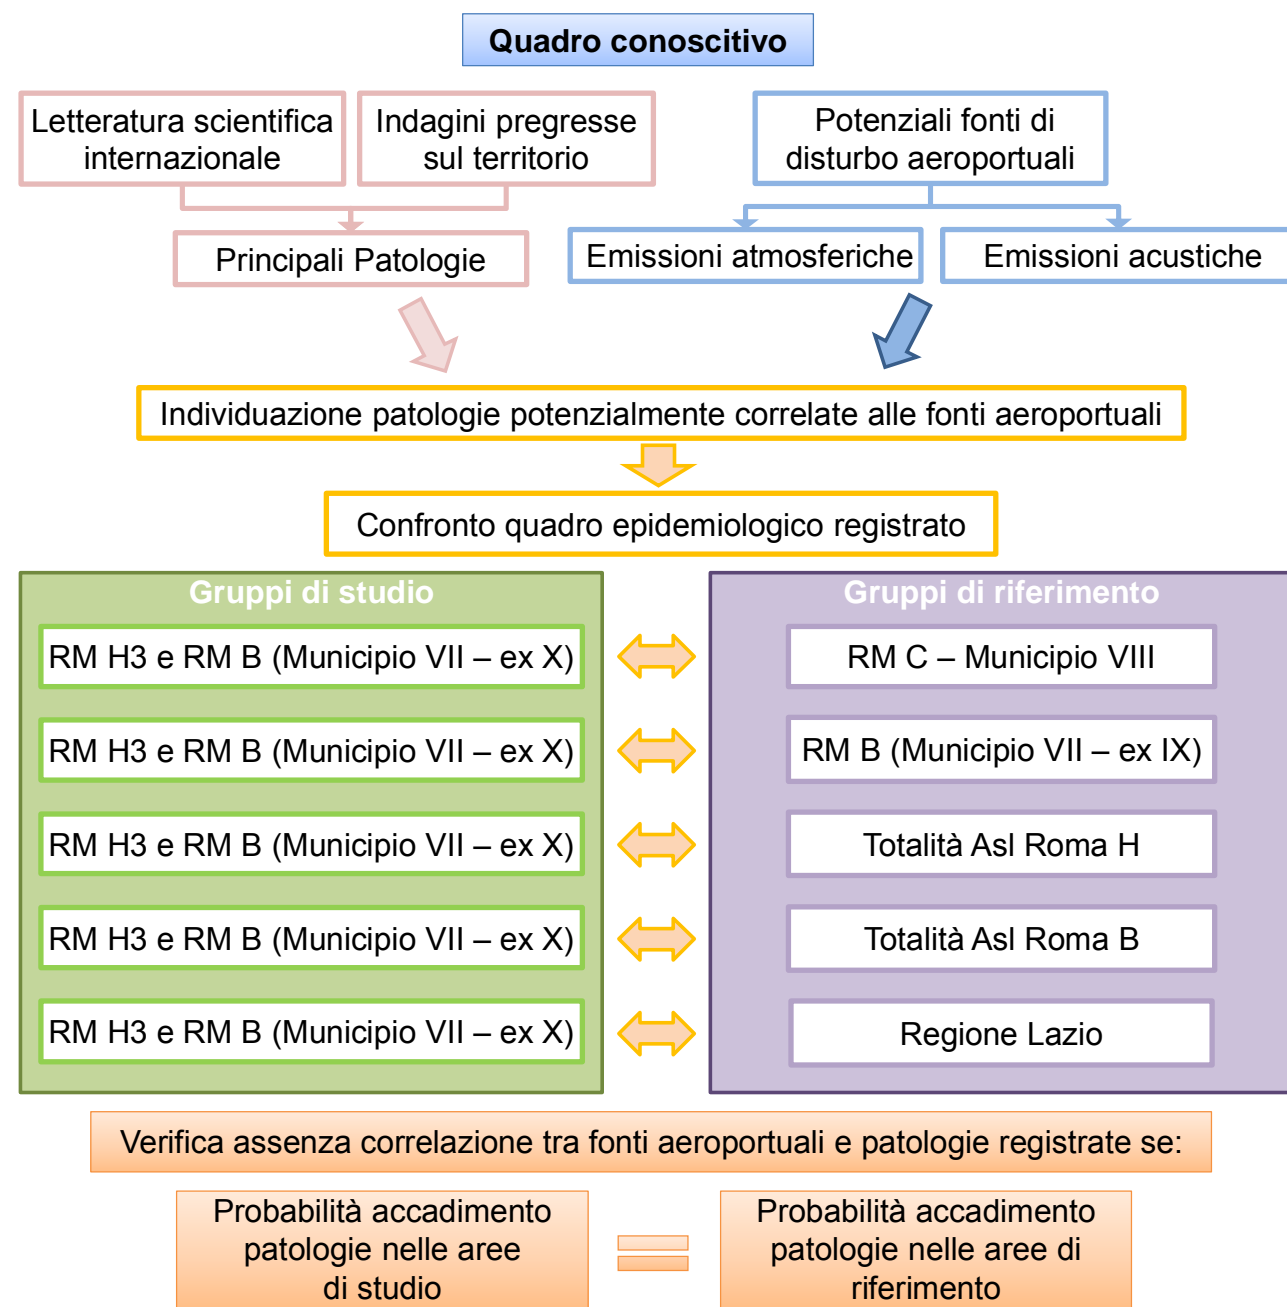 Quadro conoscitivo
Letteratura scientifica
internazionale
Indagini pregresse
sul territorio
Potenziali fonti di
disturbo aeroportuali
Principali Patologie
Emissioni atmosferiche
Emissioni acustiche
Individuazione patologie potenzialmente correlate alle fonti aeroportuali
Confronto quadro epidemiologico registrato
Gruppi di studio
Gruppi di riferimento
RM H3 e RM B (Municipio VII – ex X)
RM C – Municipio VIII
RM H3 e RM B (Municipio VII – ex X)
RM B (Municipio VII – ex IX)
RM H3 e RM B (Municipio VII – ex X)
Totalità Asl Roma H
RM H3 e RM B (Municipio VII – ex X)
Totalità Asl Roma B
RM H3 e RM B (Municipio VII – ex X)
Regione Lazio
Verifica assenza correlazione tra fonti aeroportuali e patologie registrate se:
Probabilità accadimento
patologie nelle aree
di studio
Probabilità accadimento
patologie nelle aree di
riferimento